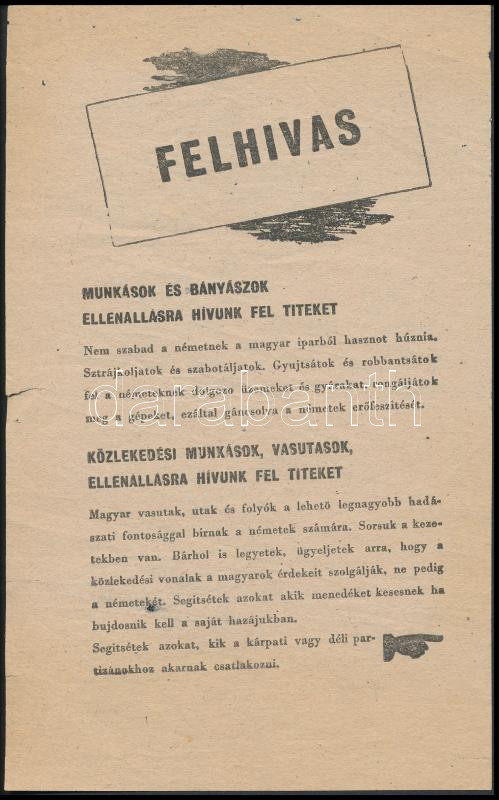 FELHIVAS
MUNKÁSOK ÉS BÁNYÁSZOK
ELLENALLÁSRA HÍVUNK FEL TITEKET
Nem szabad a németnek a magyar iparból hasznot húznia.
Sztrájkoljatok és szabotáljatok. Gyujtsátok és robbantsátok
fel a németeknek dolgozo üzemeket és gyárakat, rongáljátok
meg a gépeket, ezáltal gáncsolva a németek erőfeszitését.
darabanth
KÖZLEKEDÉSI MUNKÁSOK, VASUTASOK,
ELLENALLASRA HÍVUNK FEL TITEKET
Magyar vasutak, utak és folyók a lehetö legnagyobb hadá-
szati fontosággal birnak a németek számára. Sorsuk a keze-
tekben van. Bárhol is legyetek, ügyeljetek arra, hogy a
közlekedési vonalak a magyarok érdekeit szolgálják, ne pedig
a németekét. Segitsétek azokat akik menedéket kesesnek ha
bujdosnik kell a saját hazájukban.
Segitsétek azokat, kik a kárpati vagy déli par-
tizánokhoz akarnak csatlakozni.